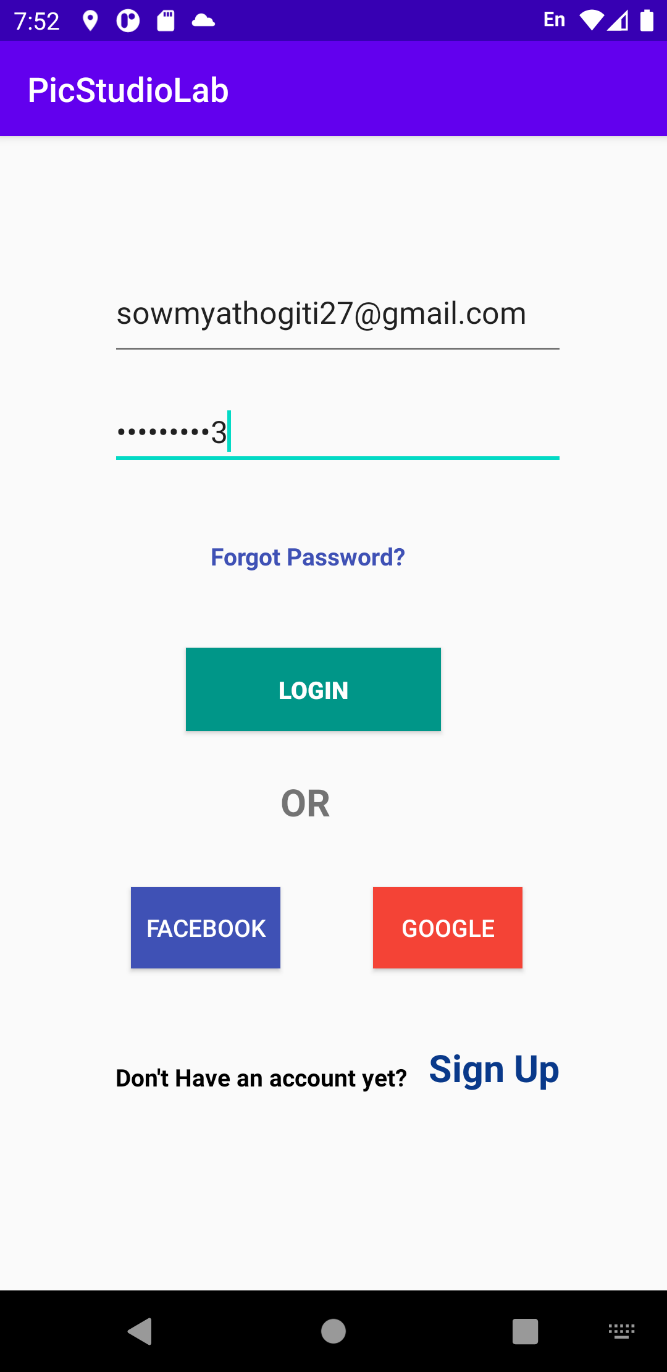 7:52 En
PicStudioLab
sowmyathogiti27@gmail.com
•••••••••3
Forgot Password?
LOGIN
OR
FACEBOOK GOOGLE
Don't Have an account yet? Sign Up